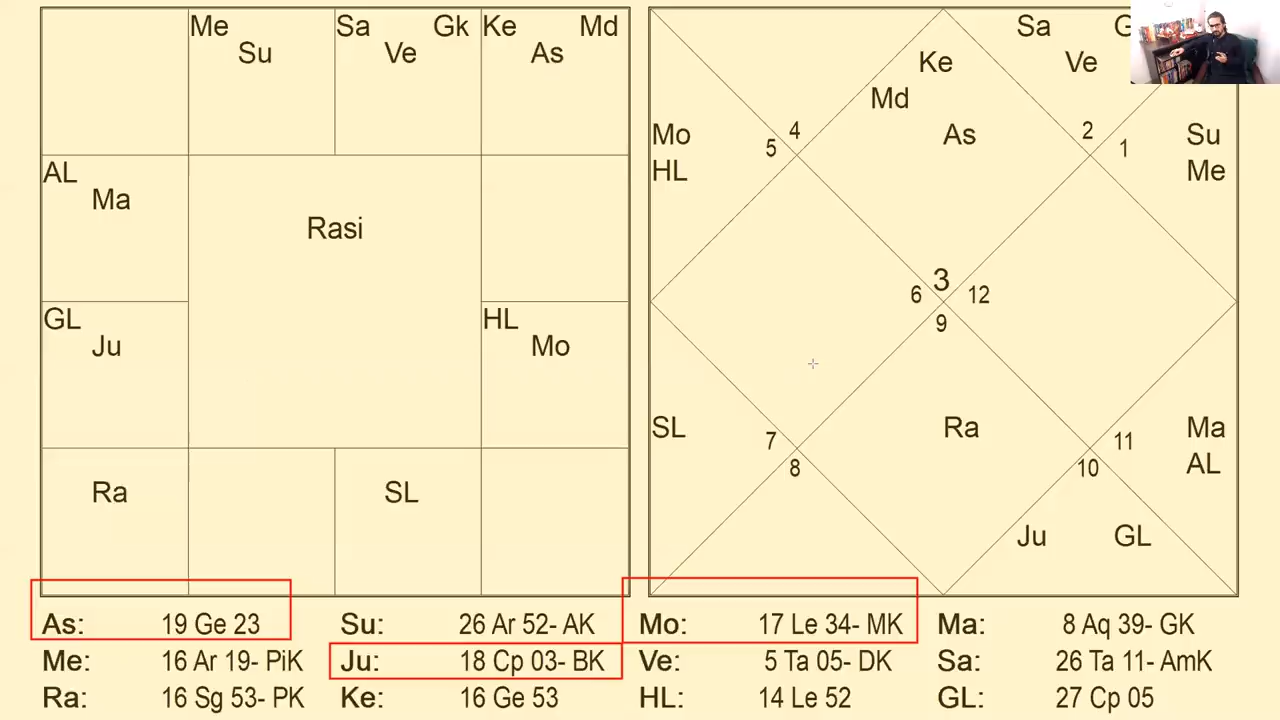 Me
Su
Sa Gk
Ve
Ke Md
As
AL
Ma
Rasi
GL
Ju
HL
Mo
Ra
SL
Sa
Ke
Ve
Md
Mo
HL
5
4
As
2
1
Su
Me
3
6
12
9
SL
7
8
Ra
11
10
Ma
AL
Ju GL
As: 19 Ge 23 Su: 26 Ar 52- AK Mo: 17 Le 34- MK Ma: 8 Aq 39- GK
Me: 16 Ar 19- PiK Ju: 18 Cp 03- BK Ve: 5 Ta 05- DK Sa: 26 Ta 11- AmK
Ra: 16 Sg 53- PK Ke: 16 Ge 53 HL: 14 Le 52 GL: 27 Cp 05